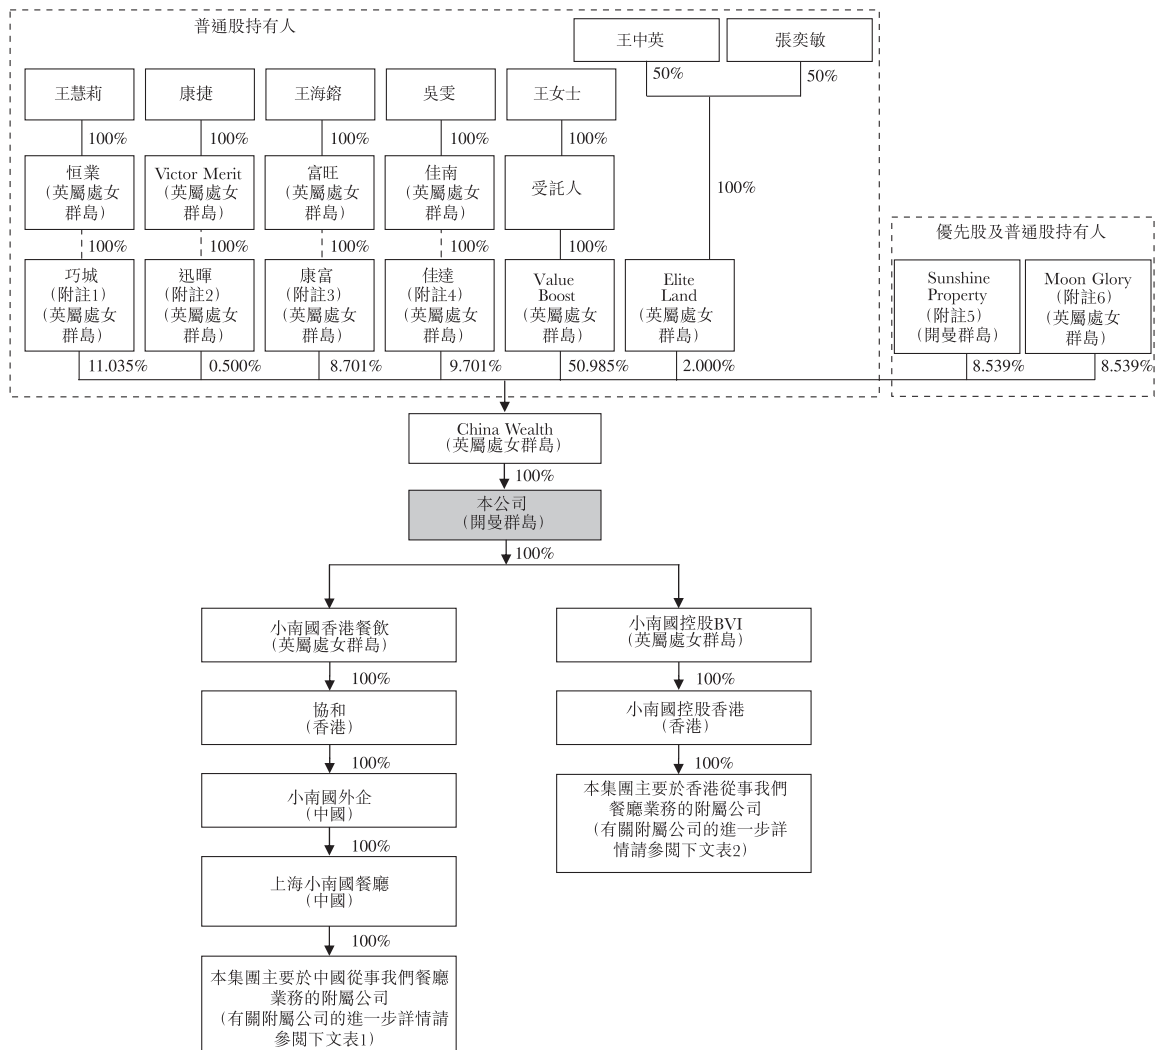 普通股持有人
王中英
張奕敏
50%
50%
王慧莉
康捷
王海鎔
吳雯
王女士
100%
100%
100%
100%
100%
恒業
(英屬處女
群島)
Victor Merit
(英屬處女
群島)
富旺
(英屬處女
群島)
佳南
(英屬處女
群島)
受託人
100%
100%
100%
100%
100%
100%
優先股及普通股持有人
巧城
(附註1)
(英屬處女
群島)
迅暉
(附註2)
(英屬處女
群島)
康富
(附註3)
(英屬處女
群島)
佳達
(附註4)
(英屬處女
群島)
Value
Boost
(英屬處女
群島)
Elite
Land
(英屬處女
群島)
Sunshine
Property
(附註5)
(開曼群島)
Moon Glory
(附註6)
(英屬處女
群島)
11.035%
0.500%
8.701%
9.701%
50.985%
2.000%
8.539%
8.539%
China Wealth
(英屬處女群島)
100%
本公司
(開曼群島)
100%
小南國香港餐飲
(英屬處女群島)
100%
協和
(香港)
100%
小南國外企
(中國)
100%
上海小南國餐廳
(中國)
100%
本集團主要於中國從事我們餐廳
業務的附屬公司
(有關附屬公司的進一步詳情請
參閱下文表1)
小南國控股BVI
(英屬處女群島)
100%
小南國控股香港
(香港)
100%
本集團主要於香港從事我們
餐廳業務的附屬公司
(有關附屬公司的進一步詳
情請參閱下文表2)